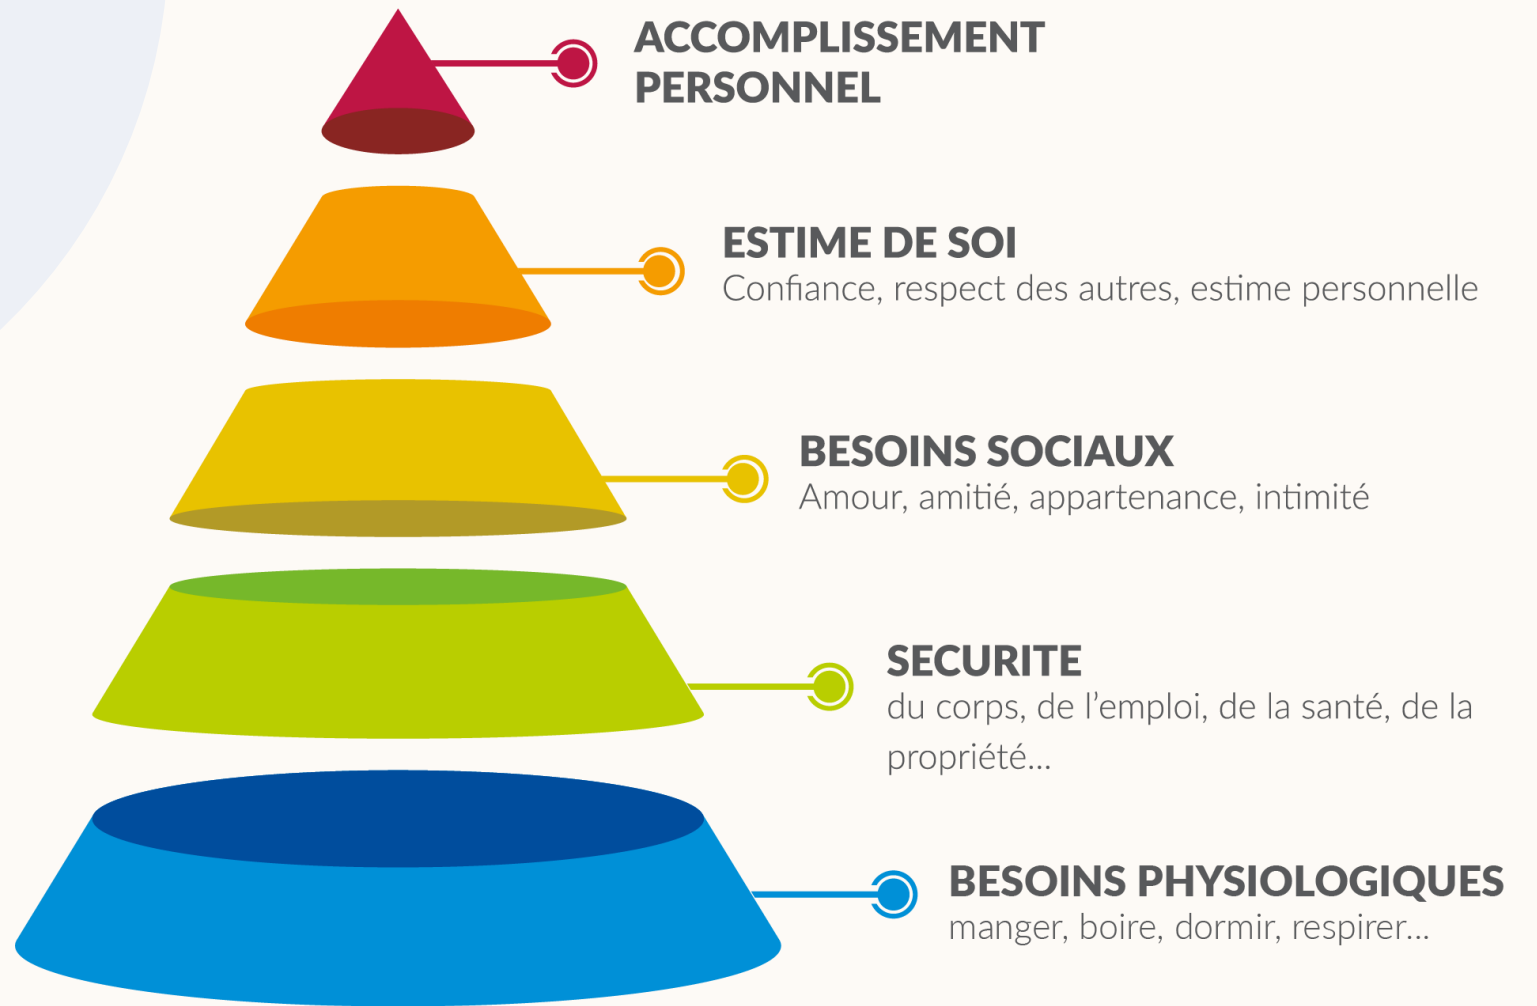 ACCOMPLISSEMENT
PERSONNEL
ESTIME DE SOI
Confiance, respect des autres, estime personnelle
BESOINS SOCIAUX
Amour, amitié, appartenance, intimité
SECURITE
du corps, de l’emploi, de la santé, de la
propriété...
BESOINS PHYSIOLOGIQUES
manger, boire, dormir, respirer...